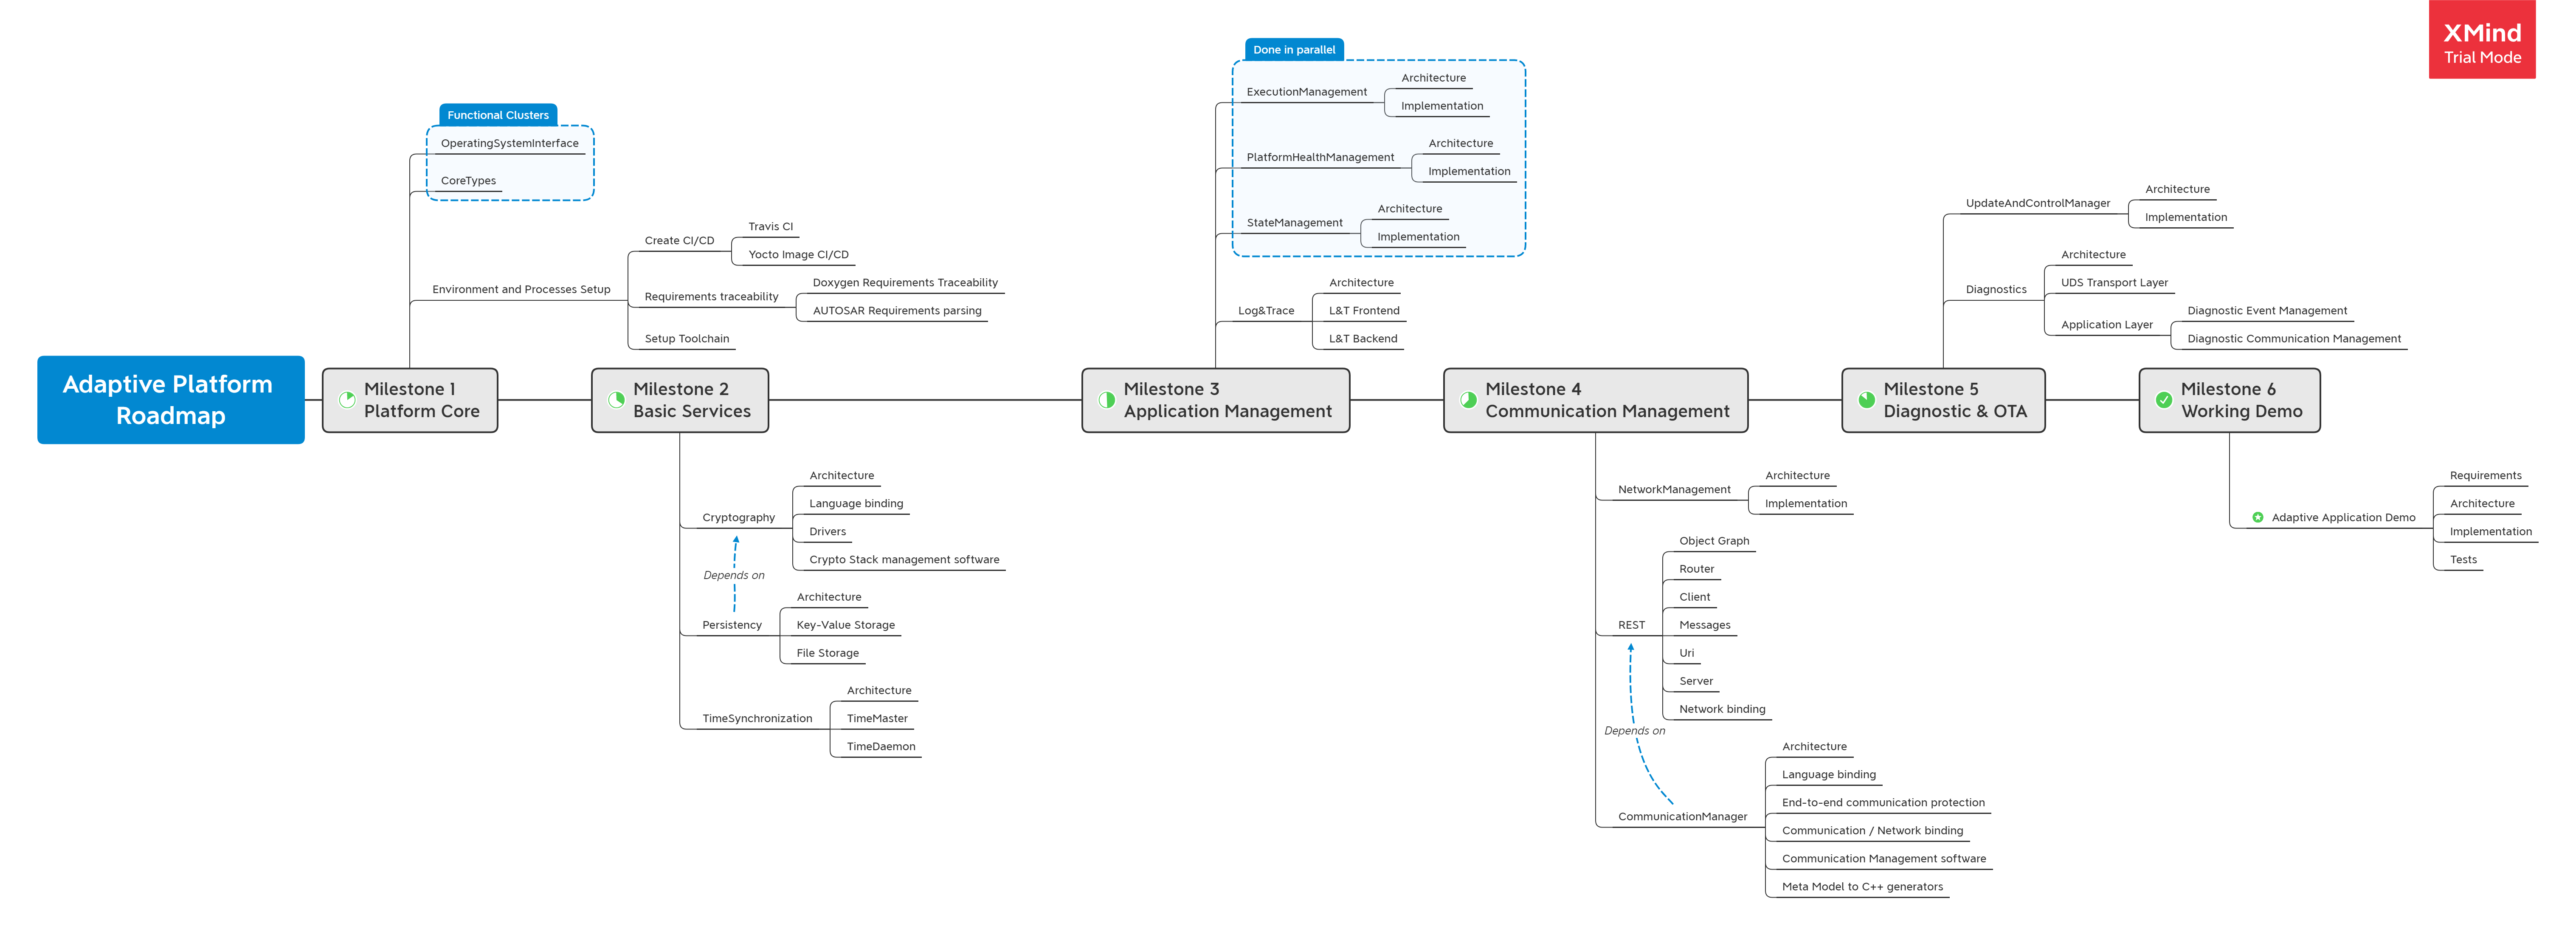 XMind
Trial Mode
Adaptive Platform
Roadmap
Milestone 1
Platform Core
Functional Clusters
OperatingSystemInterface
CoreTypes
Environment and Processes Setup
Create CI/CD
Travis CI
Yocto Image CI/CD
Requirements traceability
Doxygen Requirements Traceability
AUTOSAR Requirements parsing
Setup Toolchain
Milestone 2
Basic Services
Cryptography
Architecture
Language binding
Drivers
Crypto Stack management software
Depends on
Persistency
Architecture
Key-Value Storage
File Storage
TimeSynchronization
Architecture
TimeMaster
TimeDaemon
Milestone 3
Application Management
Done in parallel
ExecutionManagement
Architecture
Implementation
PlatformHealthManagement
Architecture
Implementation
StateManagement
Architecture
Implementation
Log&Trace
Architecture
L&T Frontend
L&T Backend
Milestone 4
Communication Management
NetworkManagement
Architecture
Implementation
REST
Object Graph
Router
Client
Messages
Uri
Server
Network binding
Depends on
CommunicationManager
Architecture
Language binding
End-to-end communication protection
Communication / Network binding
Communication Management software
Meta Model to C++ generators
Milestone 5
Diagnostic & OTA
UpdateAndControlManager
Architecture
Implementation
Diagnostics
Architecture
UDS Transport Layer
Application Layer
Diagnostic Event Management
Diagnostic Communication Management
Milestone 6
Working Demo
Adaptive Application Demo
Requirements
Architecture
Implementation
Tests